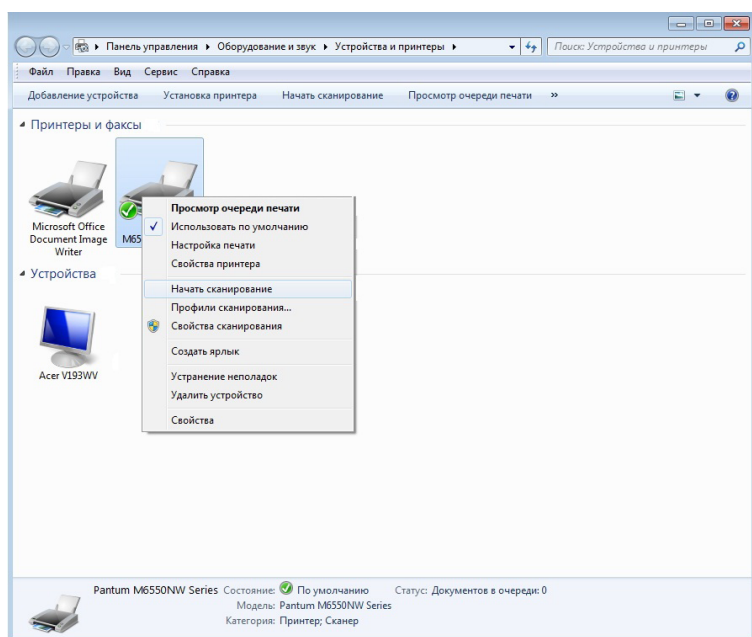 Панель управления ▸ Оборудование и звук ▸ Устройства и принтеры ▸
Поиск: Устройства и принтеры
Файл Правка Вид Сервис Справка
Добавление устройства Установка принтера Начать сканирование Просмотр очереди печати »
Принтеры и факсы
Microsoft Office
Document Image
Writer
M65
Просмотр очереди печати
Использовать по умолчанию
Настройка печати
Свойства принтера
Начать сканирование
Профили сканирования...
Свойства сканирования
Создать ярлык
Устранение неполадок
Удалить устройство
Свойства
Устройства
Acer V193WV
Pantum M6550NW Series Состояние: По умолчанию Статус: Документов в очереди: 0
Модель: Pantum M6550NW Series
Категория: Принтер; Сканер